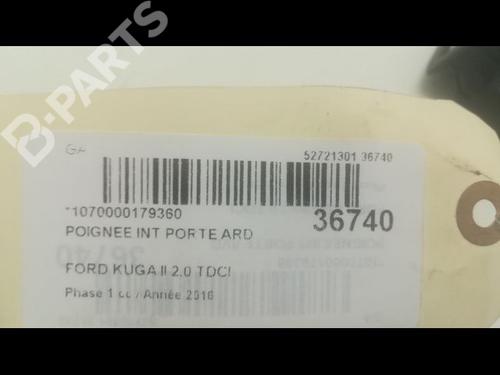 B-PARTS
GA
52721301 36740
*1070000179360
36740
POIGNEE INT PORTE ARD
FORD KUGA II 2.0 TDCI
Phase 1 cc / Année 2016